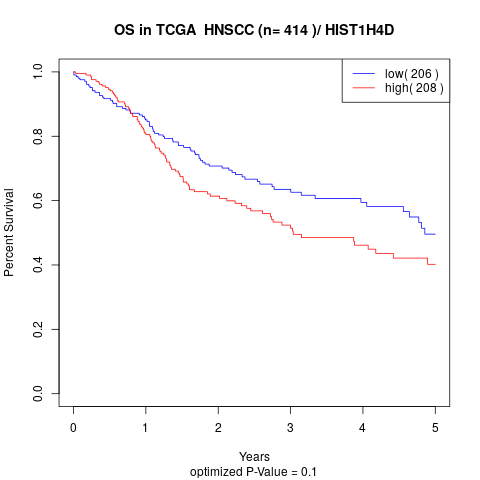 OS in TCGA  HNSCC (n= 414 )/ HIST1H4D
low( 206 )
high( 208 )
Percent Survival
1.0
0.8
0.6
0.4
0.2
0.0
0 1 2 3 4 5
Years
optimized P-Value = 0.1